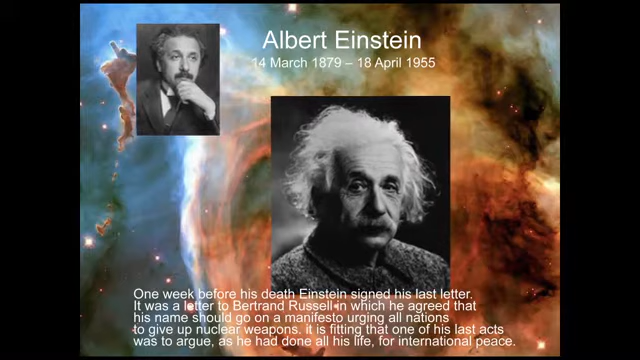 Albert Einstein
14 March 1879 – 18 April 1955
One week before his death Einstein signed his last letter.
It was a letter to Bertrand Russell in which he agreed that
his name should go on a manifesto urging all nations
to give up nuclear weapons. it is fitting that one of his last acts
was to argue, as he had done all his life, for international peace.